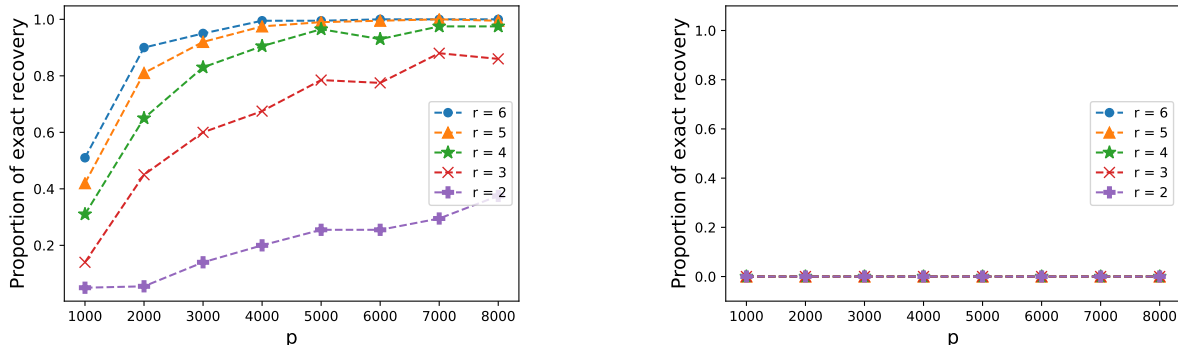 Proportion of exact recovery
1.0
0.8
0.6
0.4
0.2
1000 2000 3000 4000 5000 6000 7000 8000
p
r = 6
r = 5
r = 4
r = 3
r = 2
Proportion of exact recovery
1.0
0.8
0.6
0.4
0.2
0.0
1000 2000 3000 4000 5000 6000 7000 8000
p
r = 6
r = 5
r = 4
r = 3
r = 2